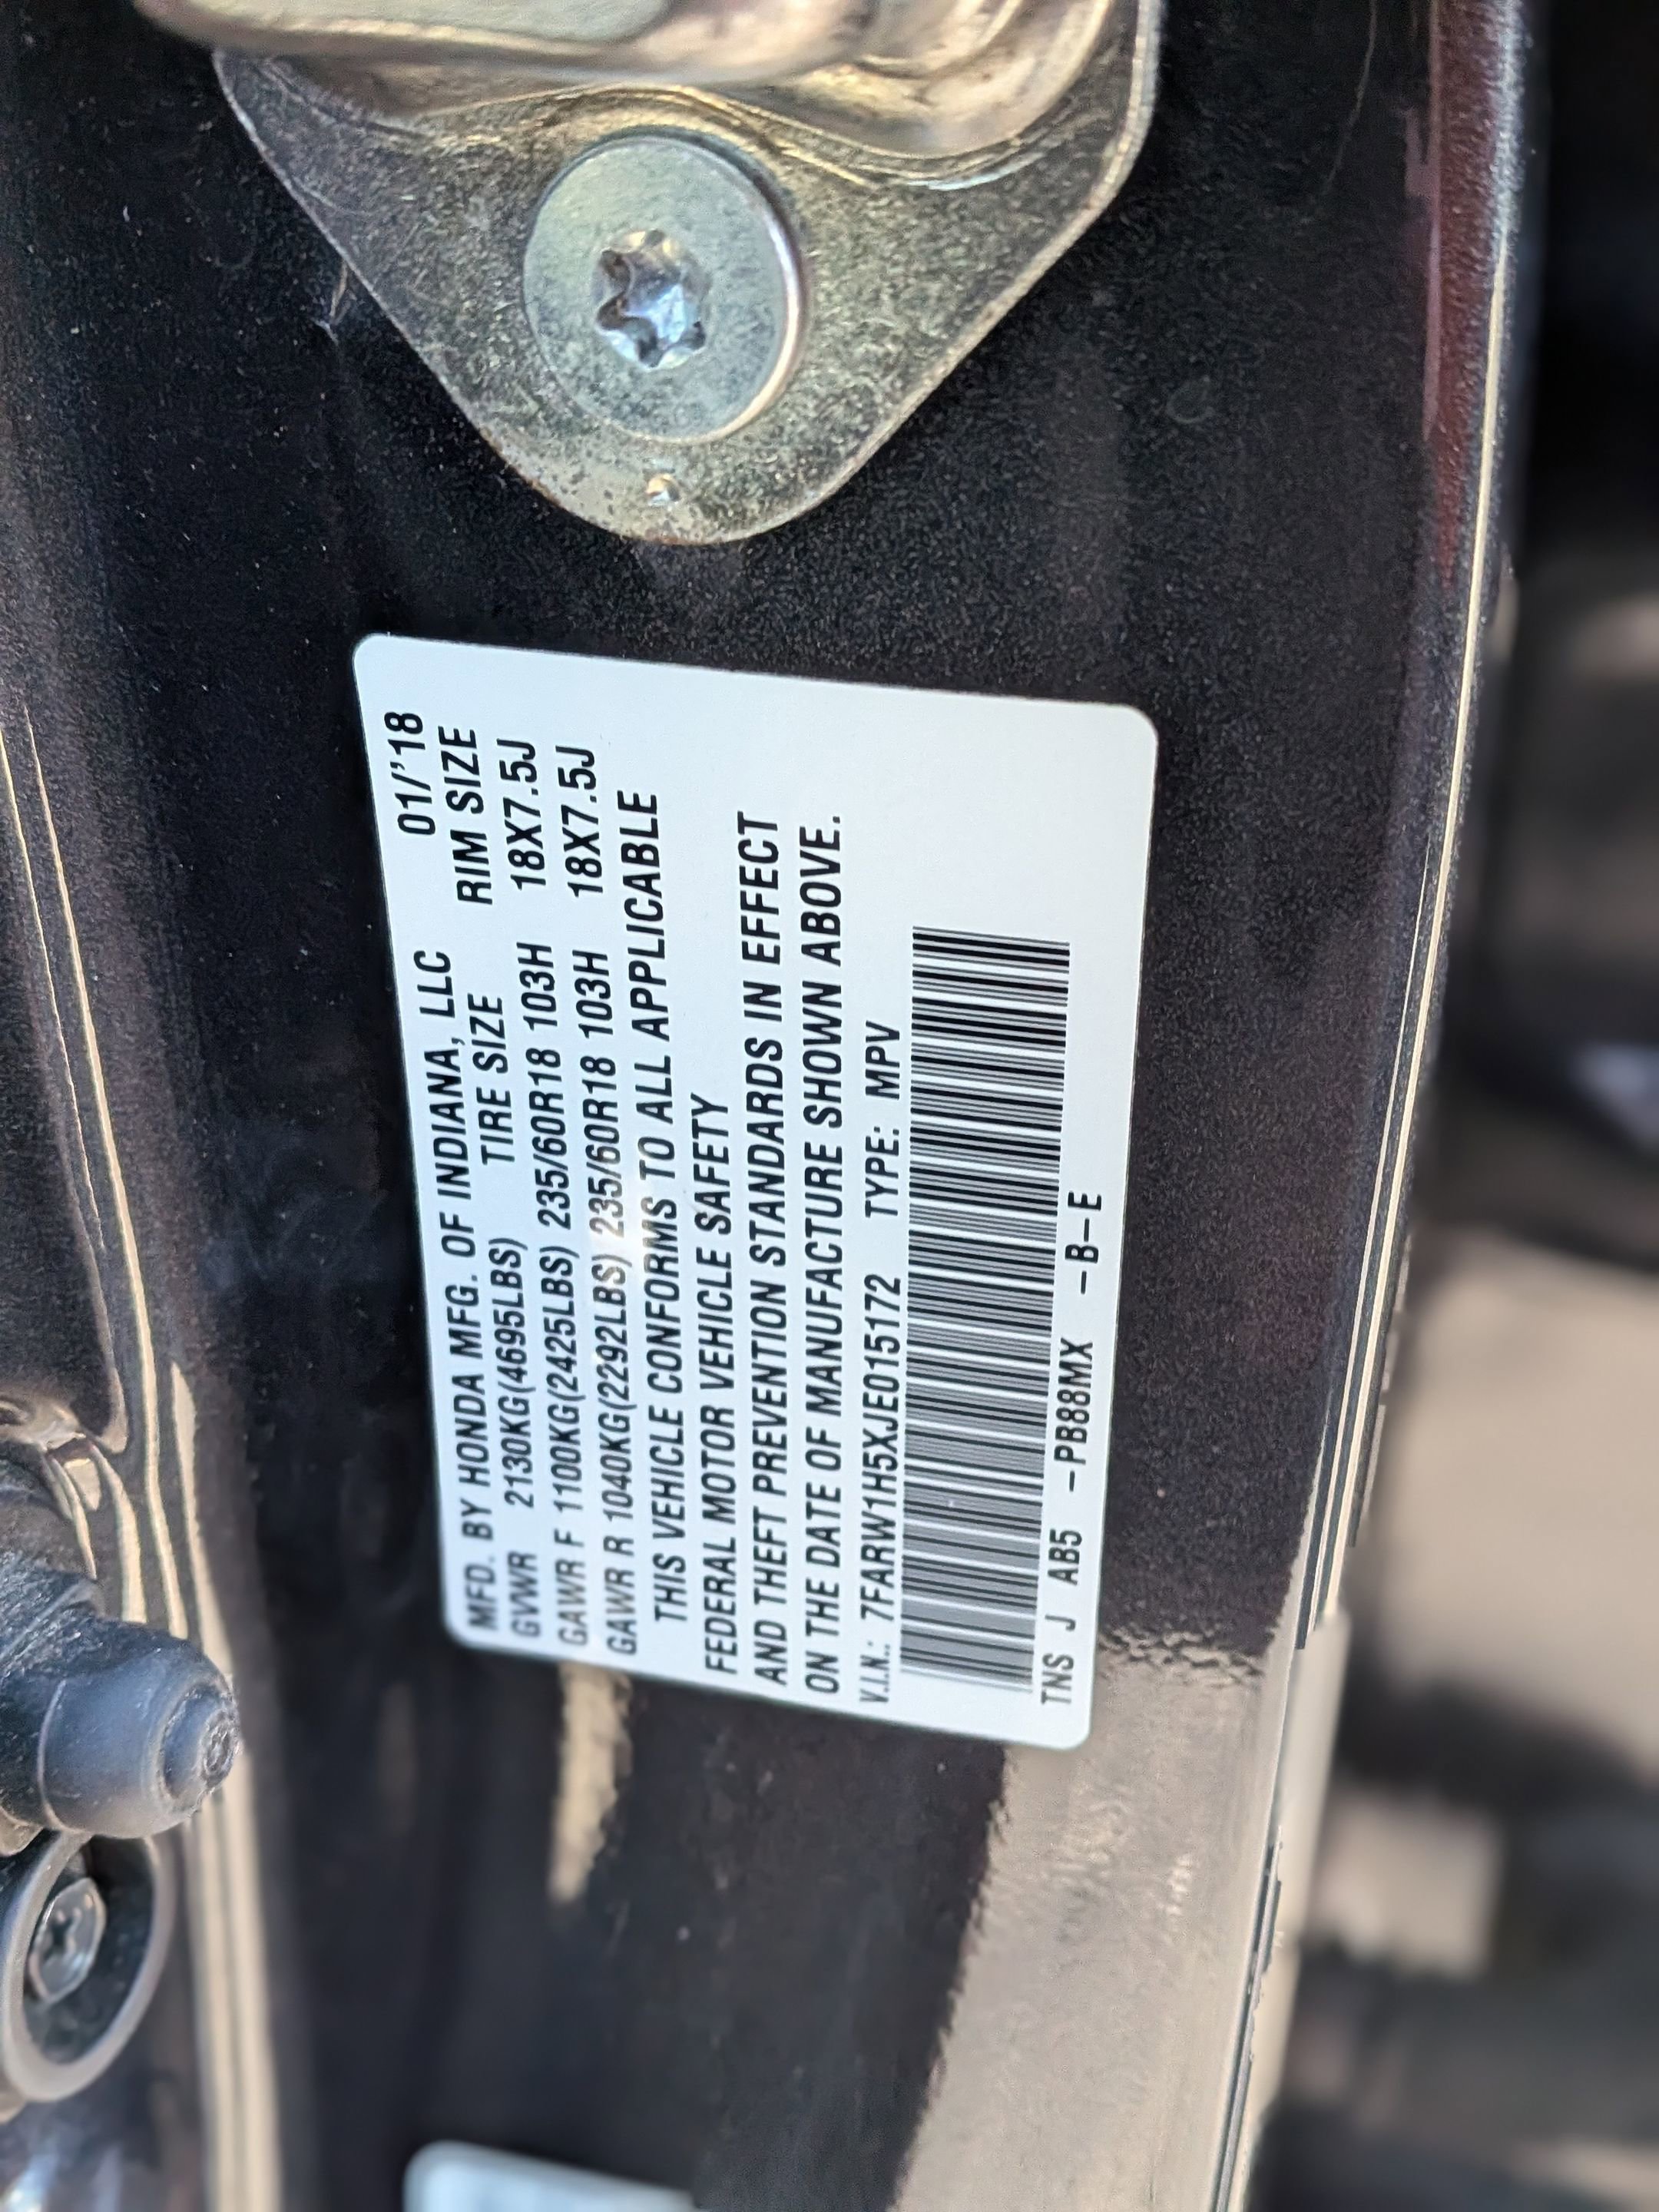 MFD. BY HONDA MFG. OF INDIANA, LLC 01/'18
GVWR 2130KG(4695LBS) TIRE SIZE RIM SIZE
GAWR F 1100KG(2425LBS) 235/60R18 103H 18X7.5J
GAWR R 1040KG(2292LBS) 235/60R18 103H 18X7.5J
THIS VEHICLE CONFORMS TO ALL APPLICABLE
FEDERAL MOTOR VEHICLE SAFETY
AND THEFT PREVENTION STANDARDS IN EFFECT
ON THE DATE OF MANUFACTURE SHOWN ABOVE.
V.I.N.: 7FARW1H5XJE015172 TYPE: MPV
TNS J AB5 -PB88MX -B-E